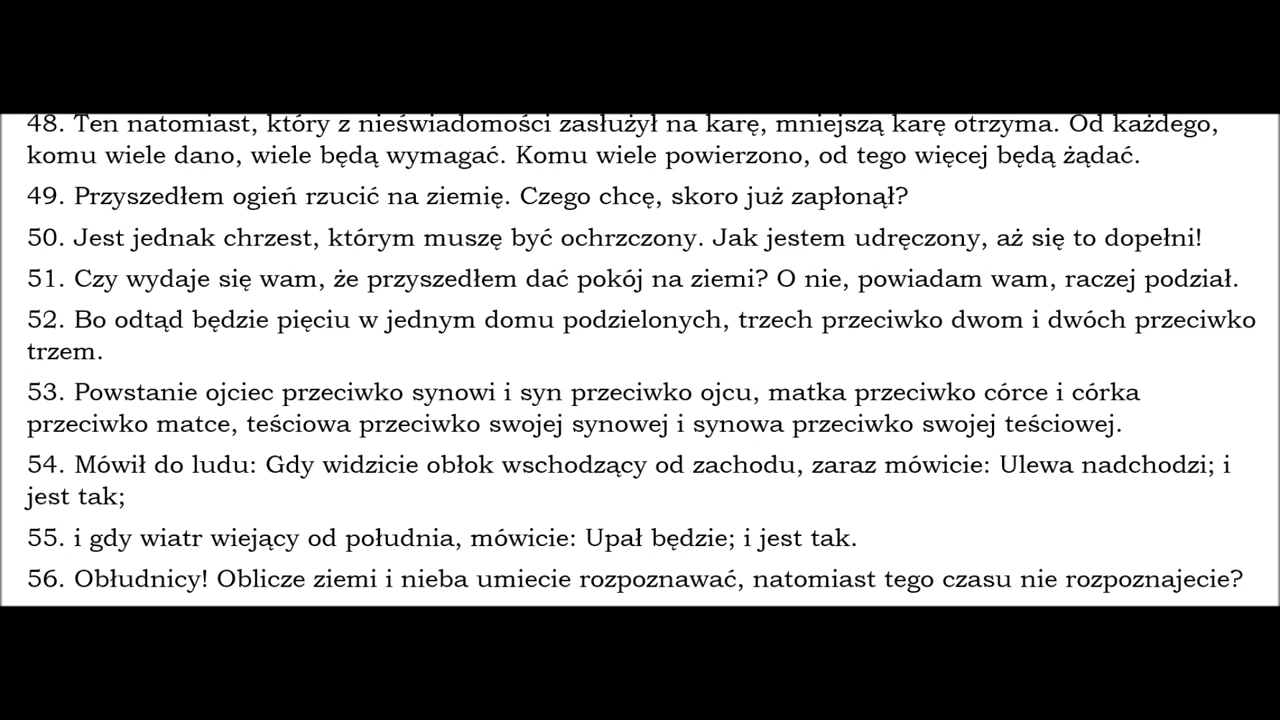 48. Ten natomiast, który z nieświadomości zasłużył na karę, mniejszą karę otrzyma. Od każdego,
komu wiele dano, wiele będą wymagać. Komu wiele powierzono, od tego więcej będą żądać.
49. Przyszedłem ogień rzucić na ziemię. Czego chcę, skoro już zapłonął?
50. Jest jednak chrzest, którym muszę być ochrzczony. Jak jestem udręczony, aż się to dopełni!
51. Czy wydaje się wam, że przyszedłem dać pokój na ziemi? O nie, powiadam wam, raczej podział.
52. Bo odtąd będzie pięciu w jednym domu podzielonych, trzech przeciwko dwom i dwóch przeciwko
trzem.
53. Powstanie ojciec przeciwko synowi i syn przeciwko ojcu, matka przeciwko córce i córka
przeciwko matce, teściowa przeciwko swojej synowej i synowa przeciwko swojej teściowej.
54. Mówił do ludu: Gdy widzicie obłok wschodzący od zachodu, zaraz mówicie: Ulewa nadchodzi; i
jest tak;
55. i gdy wiatr wiejący od południa, mówicie: Upał będzie; i jest tak.
56. Obłudnicy! Oblicze ziemi i nieba umiecie rozpoznawać, natomiast tego czasu nie rozpoznajecie?